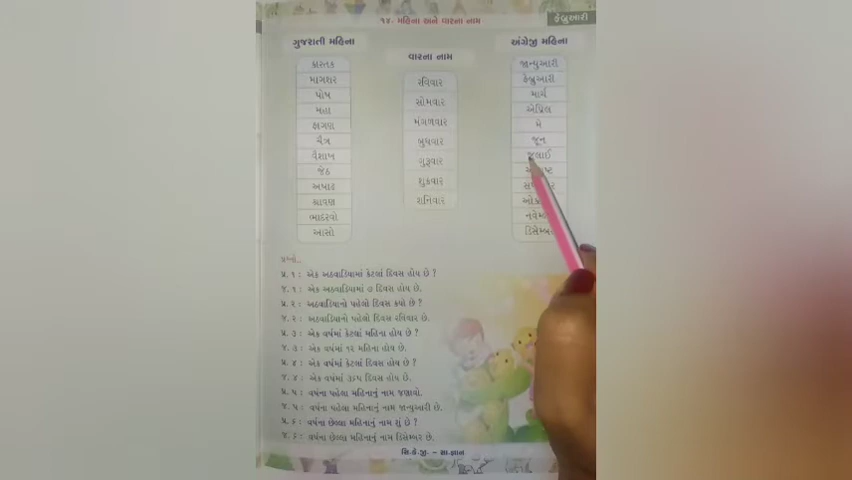 ૧૪- મહિના અને વારના નામ
ફેબ્રુઆરી
ગુજરાતી મહિના
કારતક
માગશર
પોષ
મહા
ફાગણ
ચૈત્ર
વૈશાખ
જેઠ
અષાઢ
શ્રાવણ
ભાદરવો
આસો
વારના નામ
રવિવાર
સોમવાર
મંગળવાર
બુધવાર
ગુરૂવાર
શુક્રવાર
શનિવાર
અંગ્રેજી મહિના
જાન્યુઆરી
ફેબ્રુઆરી
માર્ચ
એપ્રિલ
મે
જૂન
જુલાઈ
ડિસેમ્બર
પ્રશ્નો..
પ્ર. ૧ : એક અઠવાડિયામાં કેટલાં દિવસ હોય છે ?
જ. ૧ : એક અઠવાડિયામાં ૭ દિવસ હોય છે.
પ્ર. ૨ : અઠવાડિયાનો પહેલો દિવસ કયો છે ?
જ. ૨ : અઠવાડિયાનો પહેલો દિવસ રવિવાર છે.
પ્ર. ૩ : એક વર્ષમાં કેટલાં મહિના હોય છે ?
જ. ૩ : એક વર્ષમાં ૧૨ મહિના હોય છે.
પ્ર. ૪ : એક વર્ષમાં કેટલાં દિવસ હોય છે ?
જ. ૪ : એક વર્ષમાં ૩૬૫ દિવસ હોય છે.
પ્ર. ૫ : વર્ષના પહેલા મહિનાનું નામ જણાવો.
જ. ૫ : વર્ષના પહેલા મહિનાનું નામ જાન્યુઆરી છે.
પ્ર. ૬ : વર્ષના છેલ્લા મહિનાનું નામ શું છે ?
જ. ૬ : વર્ષના છેલ્લા મહિનાનું નામ ડિસેમ્બર છે.
સિ.કે.જી. - સા.જ્ઞાન